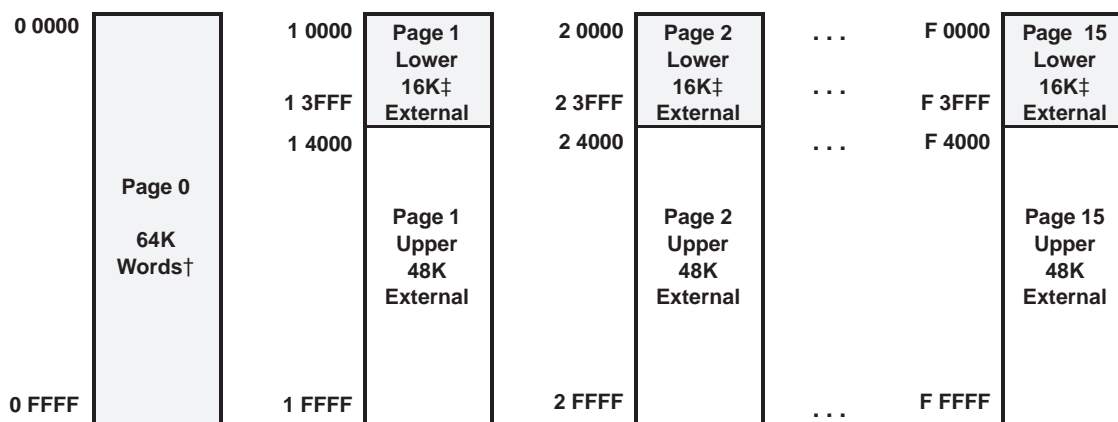 0 0000
Page 0
64K
Words†
0 FFFF
1 0000
Page 1
Lower
16K‡
External
1 3FFF
1 4000
Page 1
Upper
48K
External
1 FFFF
2 0000
Page 2
Lower
16K‡
External
2 3FFF
2 4000
Page 2
Upper
48K
External
2 FFFF
. . .
. . .
. . .
. . .
F 0000
Page 15
Lower
16K‡
External
F 3FFF
F 4000
Page 15
Upper
48K
External
F FFFF